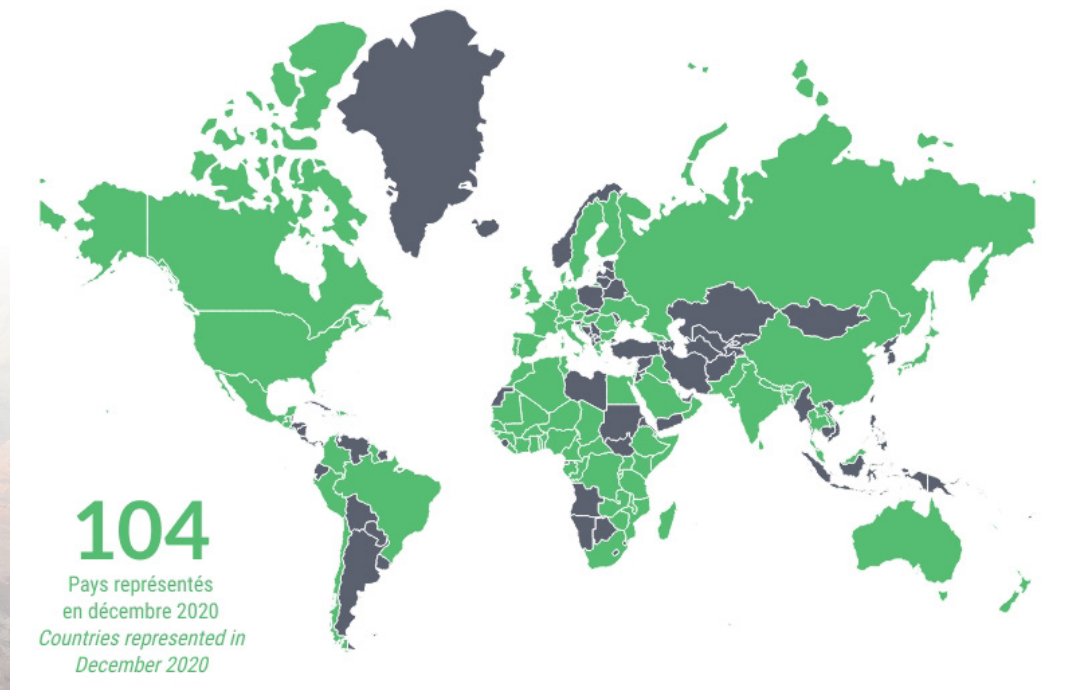 104
Pays représentés
en décembre 2020
Countries represented in
December 2020